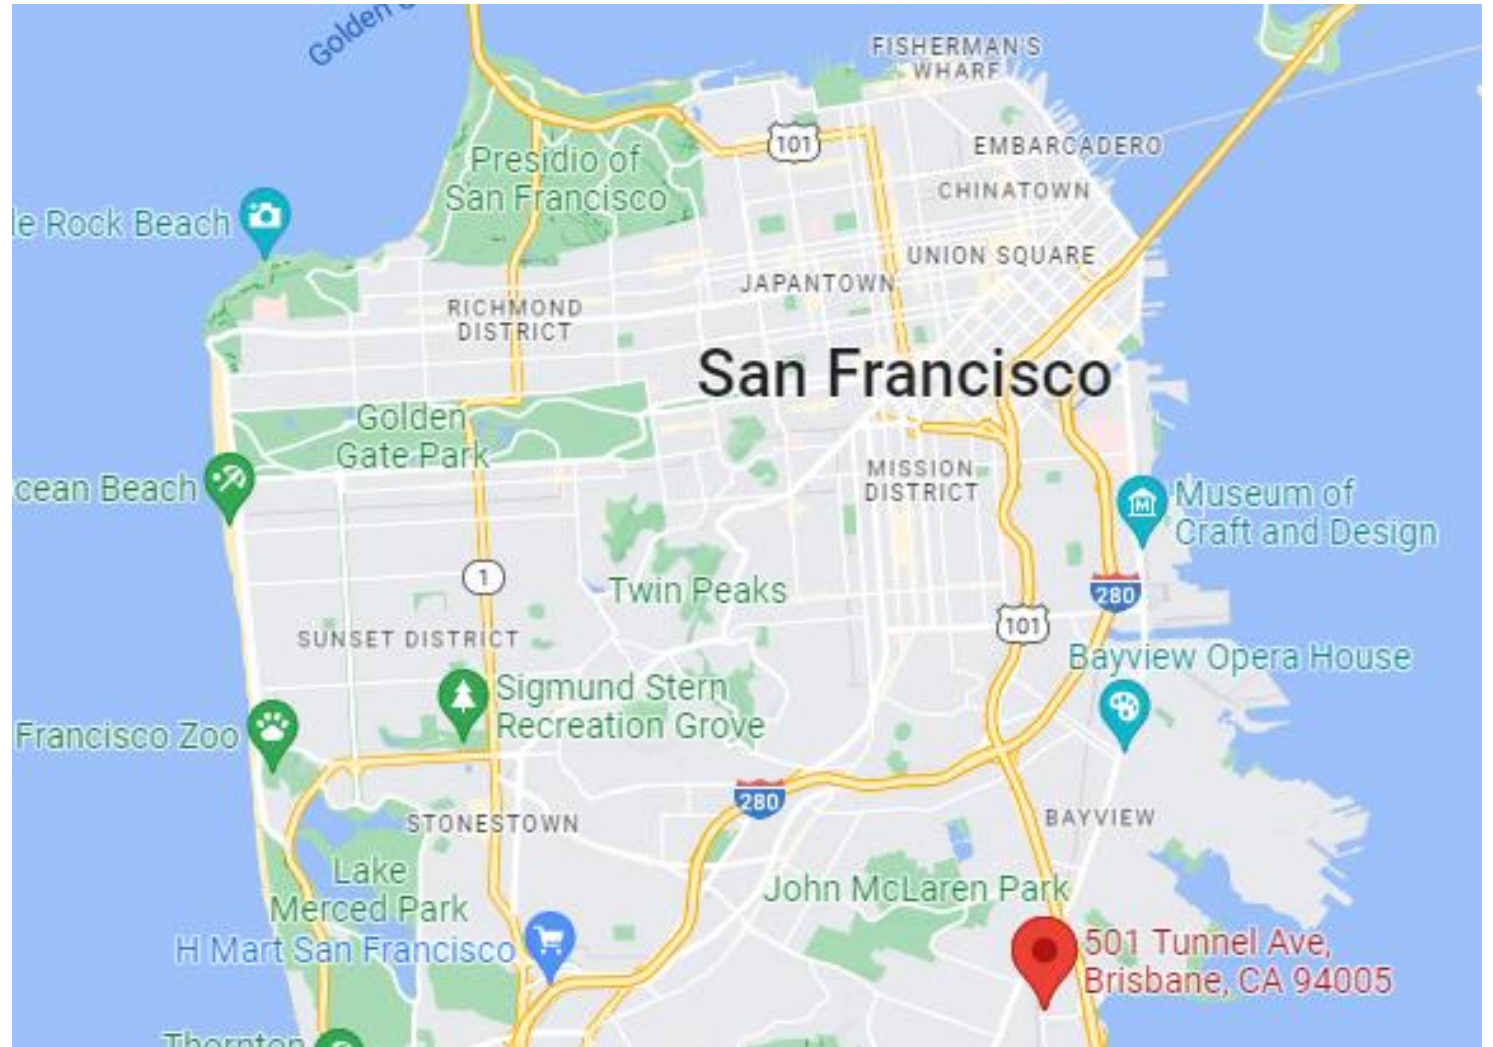 Golden
FISHERMAN'S
WHARF
101
EMBARCADERO
Presidio of
San Francisco
CHINATOWN
le Rock Beach
UNION SQUARE
JAPANTOWN
RICHMOND
DISTRICT
San Francisco
Golden
Gate Park
MISSION
DISTRICT
cean Beach
M
Museum of
Craft and Design
1
Twin Peaks
280
101
SUNSET DISTRICT
Bayview Opera House
Sigmund Stern
Recreation Grove
Francisco Zoo
280
STONESTOWN
BAYVIEW
Lake
Merced Park
John McLaren Park
H Mart San Francisco
501 Tunnel Ave,
Brisbane, CA 94005
Thornton